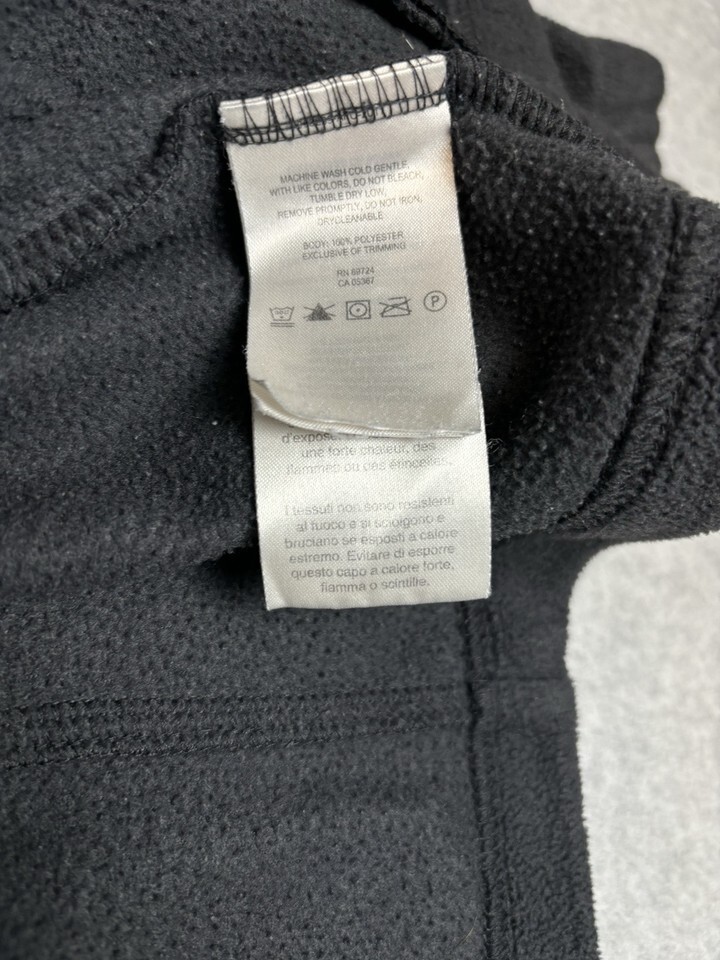 MACHINE WASH COLD GENTLE,
WITH LIKE COLORS, DO NOT BLEACH,
TUMBLE DRY LOW,
REMOVE PROMPTLY, DO NOT IRON,
DRYCLEANABLE
BODY: 100% POLYESTER
EXCLUSIVE OF TRIMMING
RN 69724
CA 05367
P
une forte chaleur, des
flammes ou des étincelles.
I tessuti non sono resistenti
al fuoco e si sciolgono e
bruciano se esposti a calore
estremo. Evitare di esporre
questo capo a calore forte,
fiamma o scintille.